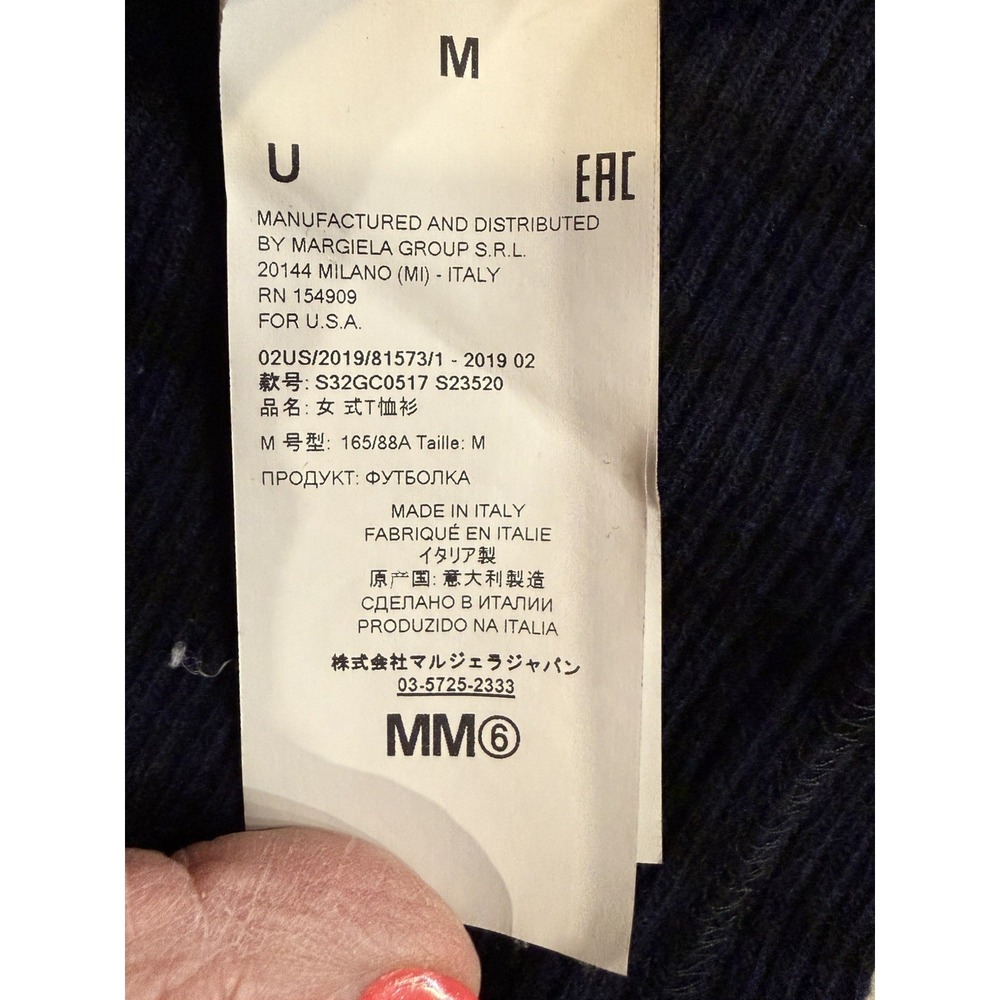 M
U
EAC
MANUFACTURED AND DISTRIBUTED
BY MARGIELA GROUP S.R.L.
20144 MILANO (MI) - ITALY
RN 154909
FOR U.S.A.
02US/2019/81573/1 - 2019 02
款号: S32GC0517 S23520
品名: 女 式T恤衫
M 号型: 165/88A Taille: M
ПРОДУКТ: ФУТБОЛКА
MADE IN ITALY
FABRIQUÉ EN ITALIE
イタリア製
原产国: 意大利製造
СДЕЛАНО В ИТАЛИИ
PRODUZIDO NA ITALIA
株式会社マルジェラジャパン
03-5725-2333
MM⑥